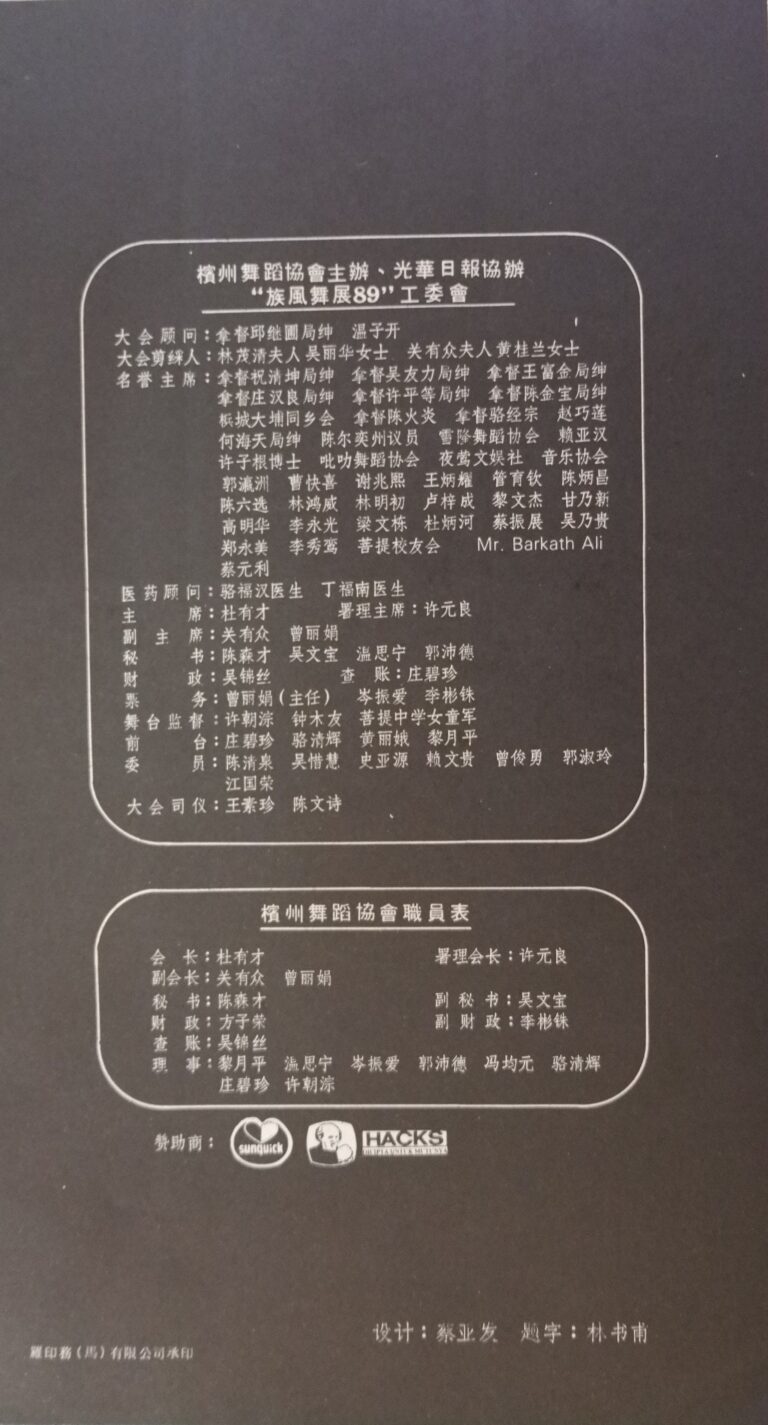 檳州舞蹈協會主辦、光華日報協辦
“族風舞展89”工委會
大会顾问：拿督邱继圃局绅 温子开
大会剪綵人：林茂清夫人吴丽华女士 关有众夫人黄桂兰女士
名誉主席：拿督祝清坤局绅 拿督吴友力局绅 拿督王富金局绅
拿督庄汉良局绅 拿督许平等局绅 拿督陈金宝局绅
槟城大埔同乡会 拿督陈火炎 拿督骆经宗 赵巧莲
何海天局绅 陈尔奕州议员 雪隆舞蹈协会 赖亚汉
许子根博士 吡叻舞蹈协会 夜莺文娱社 音乐协会
郭瀛洲 曹快喜 谢兆熙 王炳耀 管育钦 陈炳昌
陈六选 林鸿威 林明初 卢梓成 黎文杰 甘乃新
高明华 李永光 梁文栋 杜炳河 蔡振展 吴乃贵
郑永美 李秀鸾 菩提校友会 Mr. Barkath Ali
蔡元利
医药顾问：骆福汉医生 丁福南医生
主席：杜有才 署理主席：许元良
副主席：关有众 曾丽娟
秘书：陈森才 吴文宝 温思宁 郭沛德
财政：吴锦丝 查账：庄碧珍
票务：曾丽娟（主任） 岑振爱 李彬铢
舞台监督：许朝淙 钟木友 菩提中学女童军
前台：庄碧珍 骆清辉 黄丽娥 黎月平
委员：陈清泉 吴惜慧 史亚源 赖文贵 曾俊勇 郭淑玲
江国荣
大会司仪：王素珍 陈文诗
檳州舞蹈協會職員表
会长：杜有才 署理会长：许元良
副会长：关有众 曾丽娟
秘书：陈森才 副秘书：吴文宝
财政：方子荣 副财政：李彬铢
查账：吴锦丝
理事：黎月平 温思宁 岑振爱 郭沛德 冯均元 骆清辉
庄碧珍 许朝淙
赞助商： sunquick HACKS
设计：蔡亚发 题字：林书甫
羅印務（馬）有限公司承印